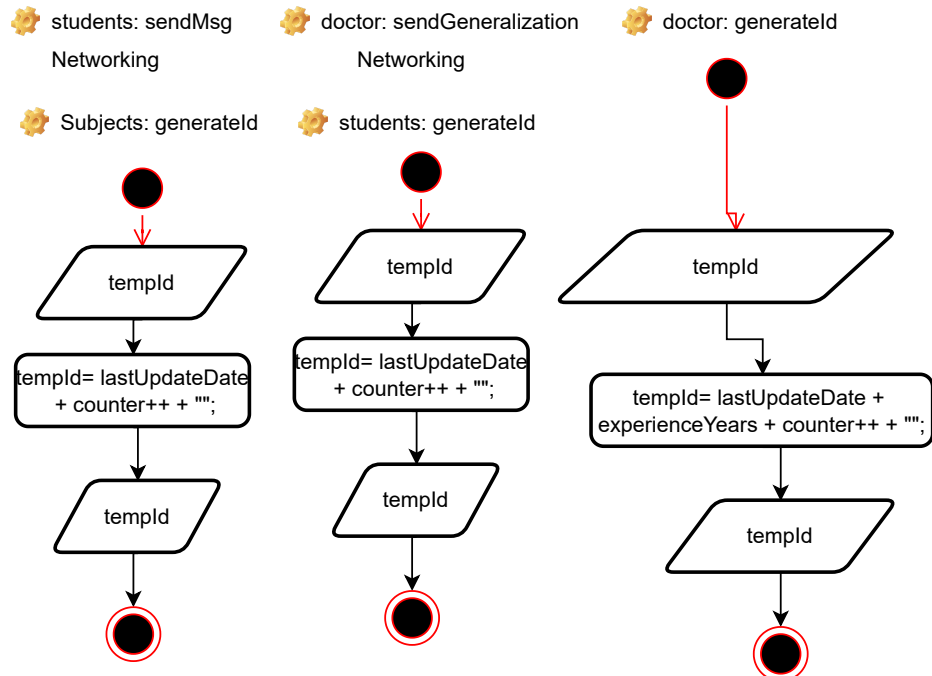 students: sendMsg
Networking
doctor: sendGeneralization
Networking
doctor: generateId
Subjects: generateId
students: generateId
tempId
tempId= lastUpdateDate
+ counter++ + "";
tempId
tempId
tempId= lastUpdateDate
+ counter++ + "";
tempId
tempId
tempId= lastUpdateDate +
experienceYears + counter++ + "";
tempId